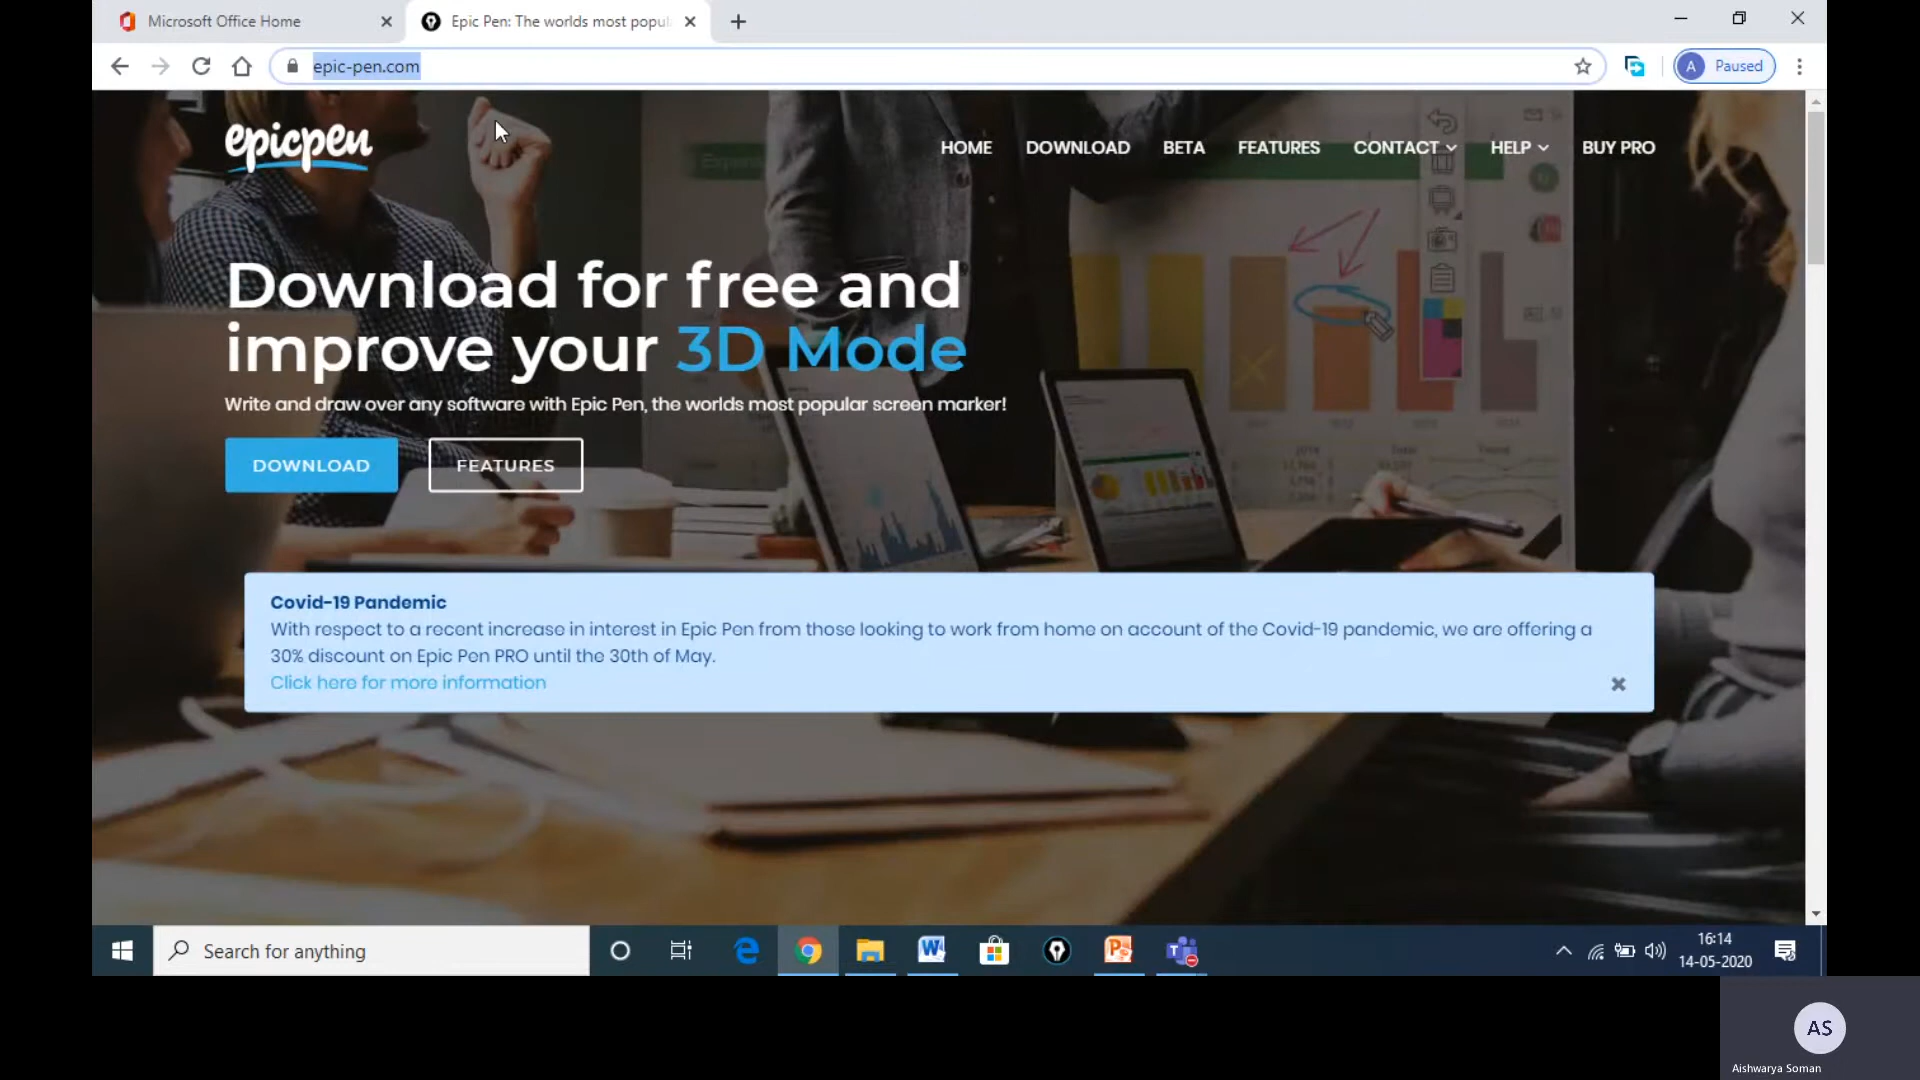 Microsoft Office Home
Epic Pen: The worlds most popul
epic-pen.com
A Paused
epicpen
HOME DOWNLOAD BETA FEATURES CONTACT HELP BUY PRO
Download for free and
improve your 3D Mode
Write and draw over any software with Epic Pen, the worlds most popular screen marker!
DOWNLOAD FEATURES
Covid-19 Pandemic
With respect to a recent increase in interest in Epic Pen from those looking to work from home on account of the Covid-19 pandemic, we are offering a
30% discount on Epic Pen PRO until the 30th of May.
Click here for more information
Search for anything
16:14
14-05-2020
AS
Aishwarya Soman